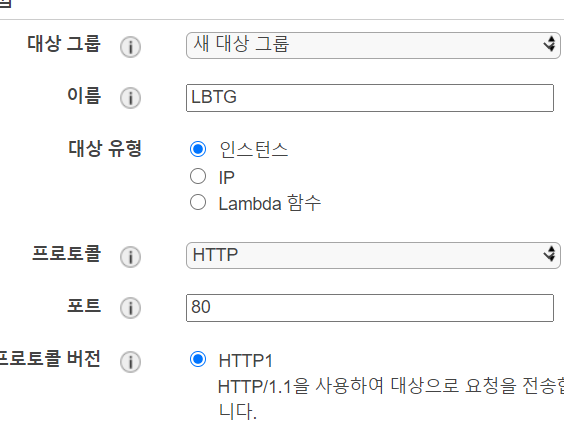 대상 그룹 새 대상 그룹
이름 LBTG
대상 유형 인스턴스
IP
Lambda 함수
프로토콜 HTTP
포트 80
프로토콜 버전 HTTP1
HTTP/1.1을 사용하여 대상으로 요청을 전송합
니다.